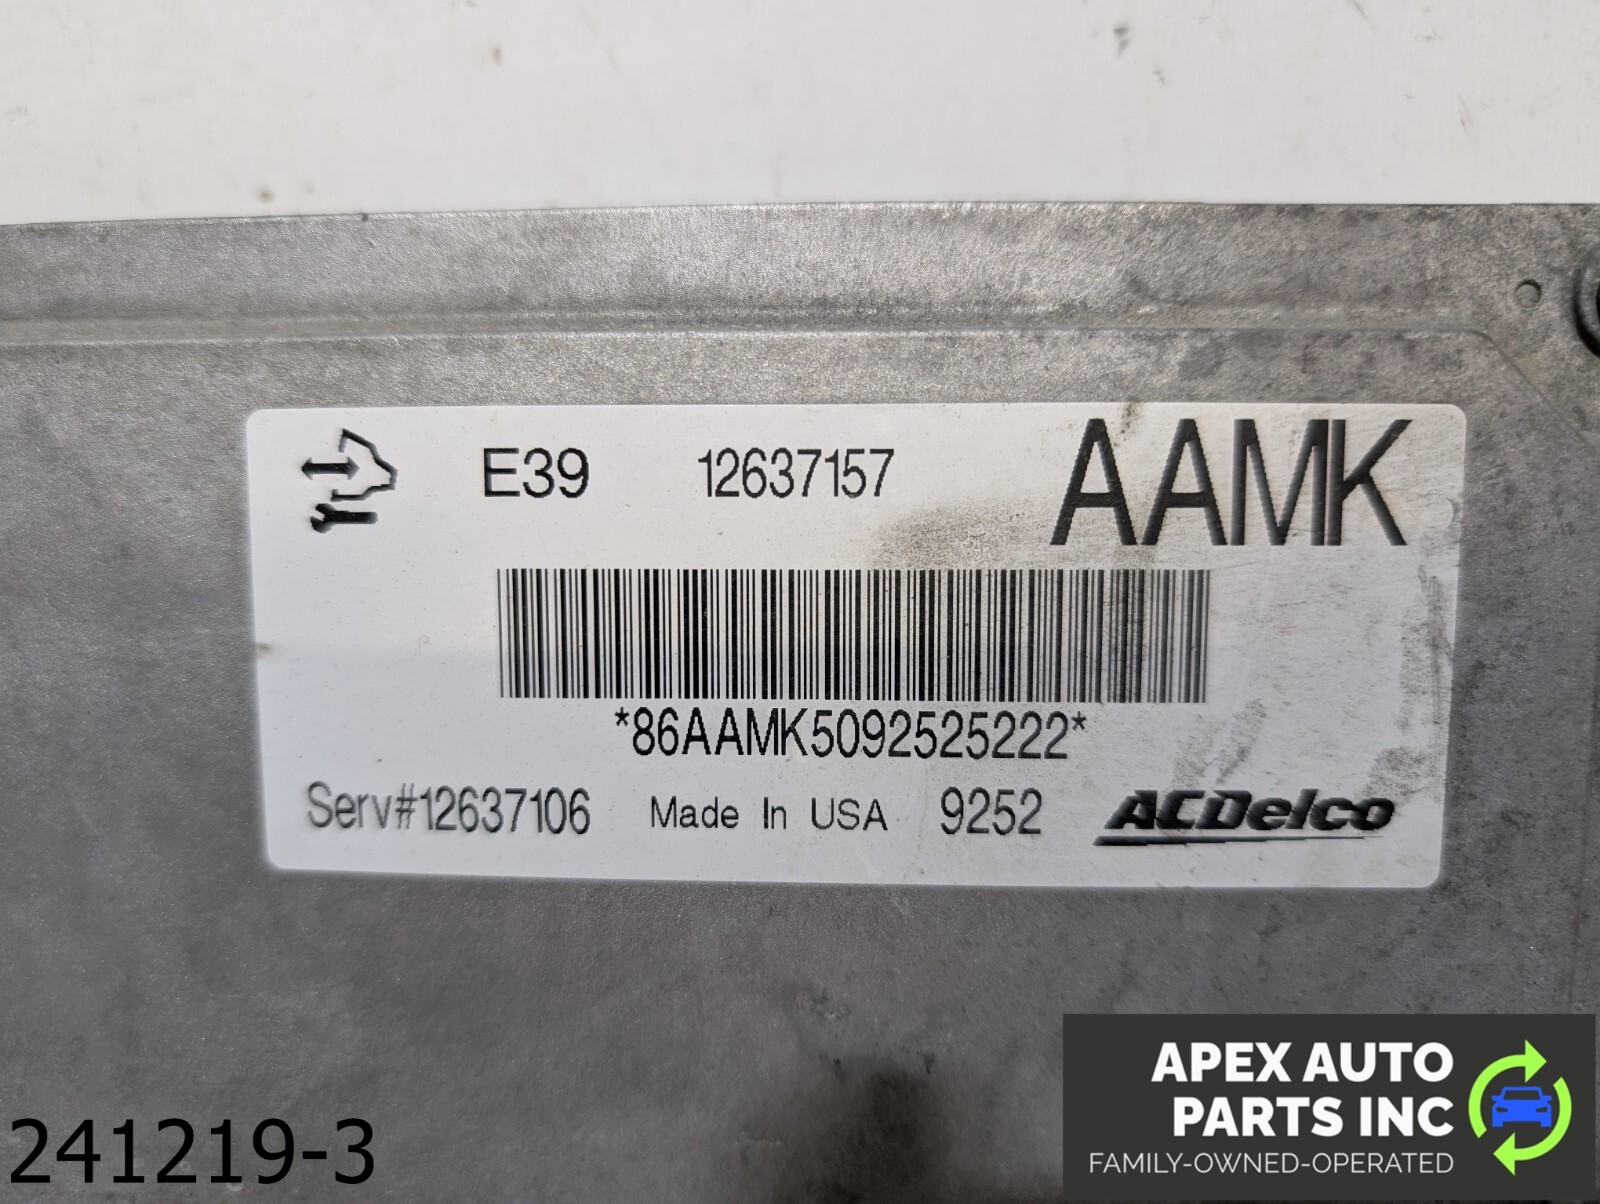 E39 12637157 AAMK
*86AAMK5092525222*
Serv#12637106 Made In USA 9252 ACDelco
241219-3
APEX AUTO
PARTS INC
FAMILY-OWNED-OPERATED